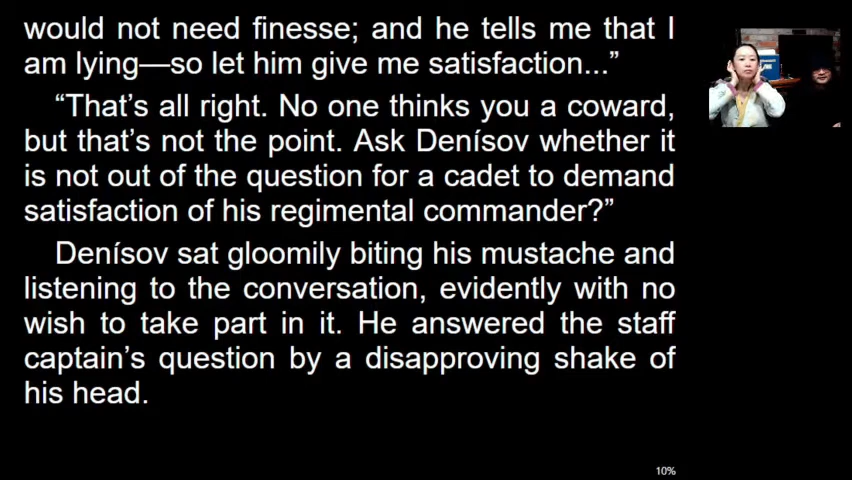 would not need finesse; and he tells me that I
am lying—so let him give me satisfaction...”
“That’s all right. No one thinks you a coward,
but that’s not the point. Ask Denísov whether it
is not out of the question for a cadet to demand
satisfaction of his regimental commander?”
Denísov sat gloomily biting his mustache and
listening to the conversation, evidently with no
wish to take part in it. He answered the staff
captain’s question by a disapproving shake of
his head.
10%